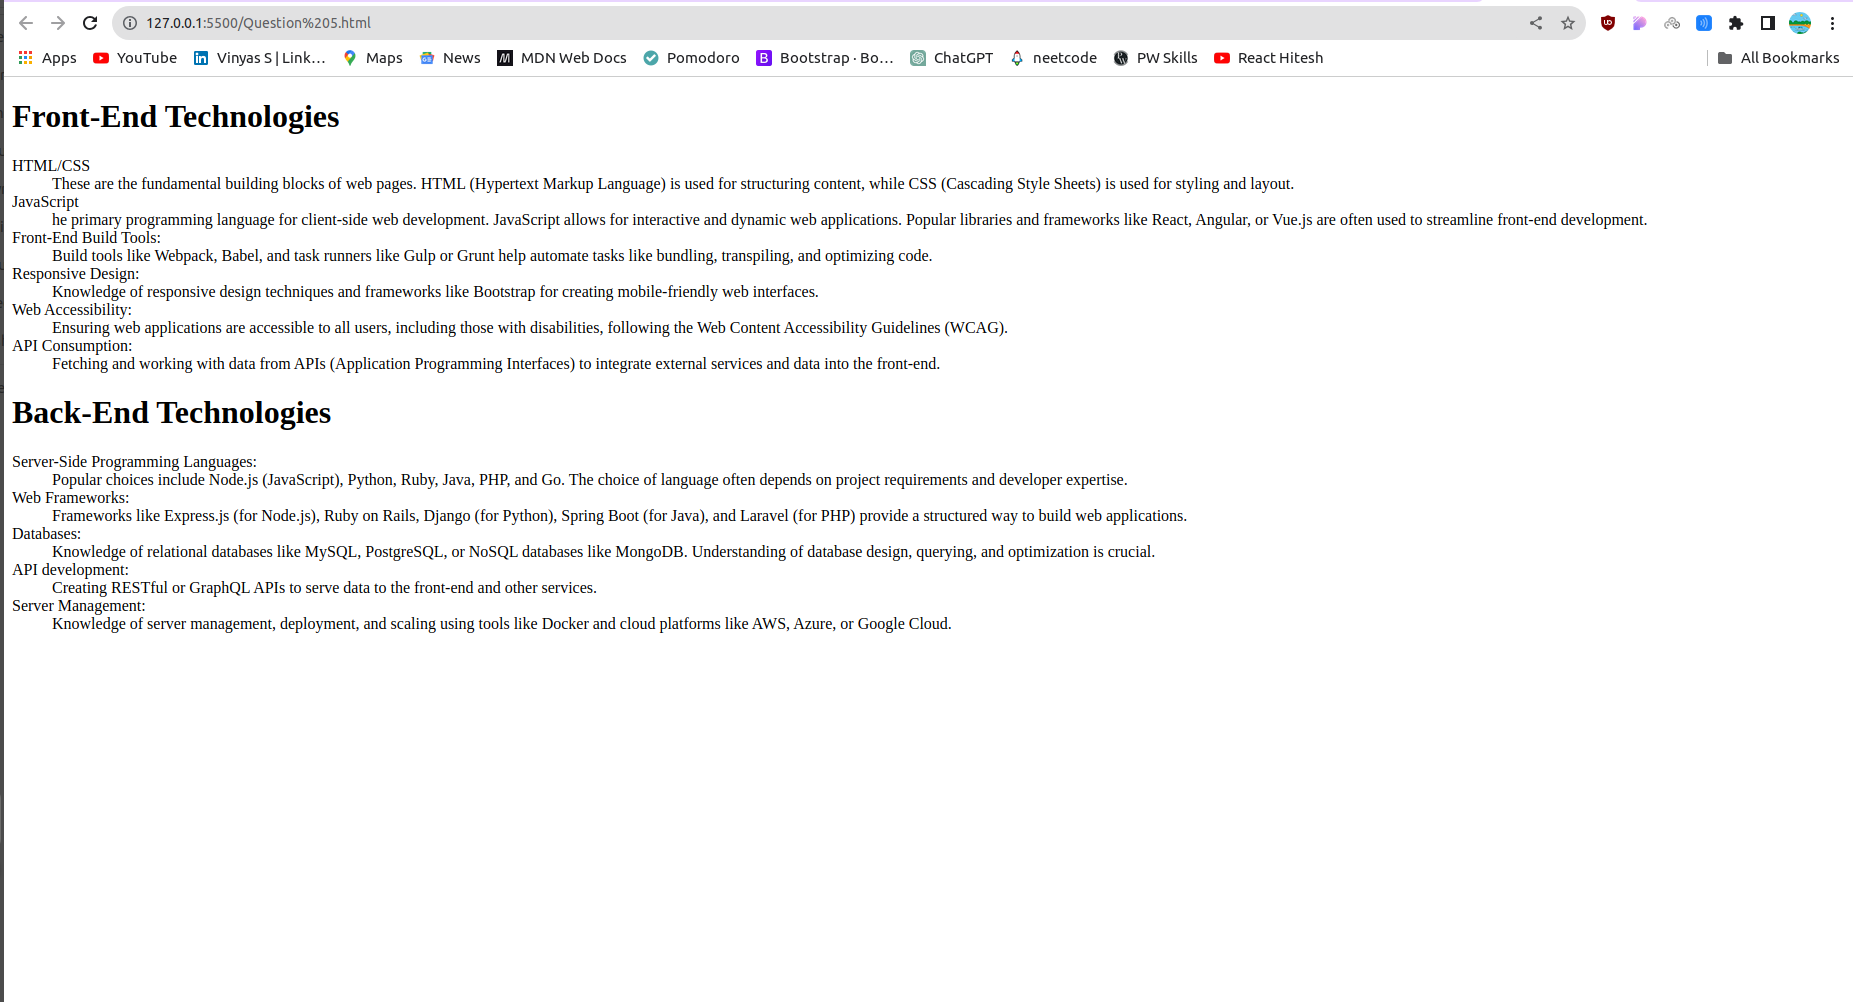 127.0.0.1:5500/Question%205.html
Apps YouTube Vinyas S | Link... Maps News MDN Web Docs Pomodoro Bootstrap · Bo... ChatGPT neetcode PW Skills React Hitesh All Bookmarks
Front-End Technologies
HTML/CSS
These are the fundamental building blocks of web pages. HTML (Hypertext Markup Language) is used for structuring content, while CSS (Cascading Style Sheets) is used for styling and layout.
JavaScript
he primary programming language for client-side web development. JavaScript allows for interactive and dynamic web applications. Popular libraries and frameworks like React, Angular, or Vue.js are often used to streamline front-end development.
Front-End Build Tools:
Build tools like Webpack, Babel, and task runners like Gulp or Grunt help automate tasks like bundling, transpiling, and optimizing code.
Responsive Design:
Knowledge of responsive design techniques and frameworks like Bootstrap for creating mobile-friendly web interfaces.
Web Accessibility:
Ensuring web applications are accessible to all users, including those with disabilities, following the Web Content Accessibility Guidelines (WCAG).
API Consumption:
Fetching and working with data from APIs (Application Programming Interfaces) to integrate external services and data into the front-end.
Back-End Technologies
Server-Side Programming Languages:
Popular choices include Node.js (JavaScript), Python, Ruby, Java, PHP, and Go. The choice of language often depends on project requirements and developer expertise.
Web Frameworks:
Frameworks like Express.js (for Node.js), Ruby on Rails, Django (for Python), Spring Boot (for Java), and Laravel (for PHP) provide a structured way to build web applications.
Databases:
Knowledge of relational databases like MySQL, PostgreSQL, or NoSQL databases like MongoDB. Understanding of database design, querying, and optimization is crucial.
API development:
Creating RESTful or GraphQL APIs to serve data to the front-end and other services.
Server Management:
Knowledge of server management, deployment, and scaling using tools like Docker and cloud platforms like AWS, Azure, or Google Cloud.